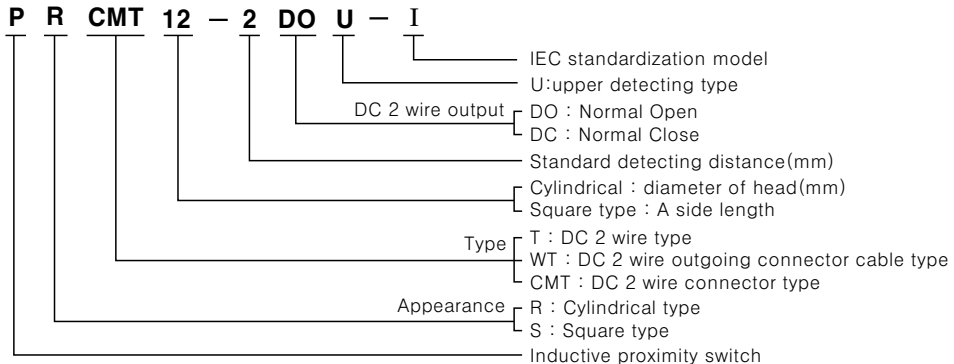 P R CMT 12 - 2 DO U - I
IEC standardization model
U:upper detecting type
DC 2 wire output DO : Normal Open
DC : Normal Close
Standard detecting distance(mm)
Cylindrical : diameter of head(mm)
Square type : A side length
Type T : DC 2 wire type
WT : DC 2 wire outgoing connector cable type
CMT : DC 2 wire connector type
Appearance R : Cylindrical type
S : Square type
Inductive proximity switch